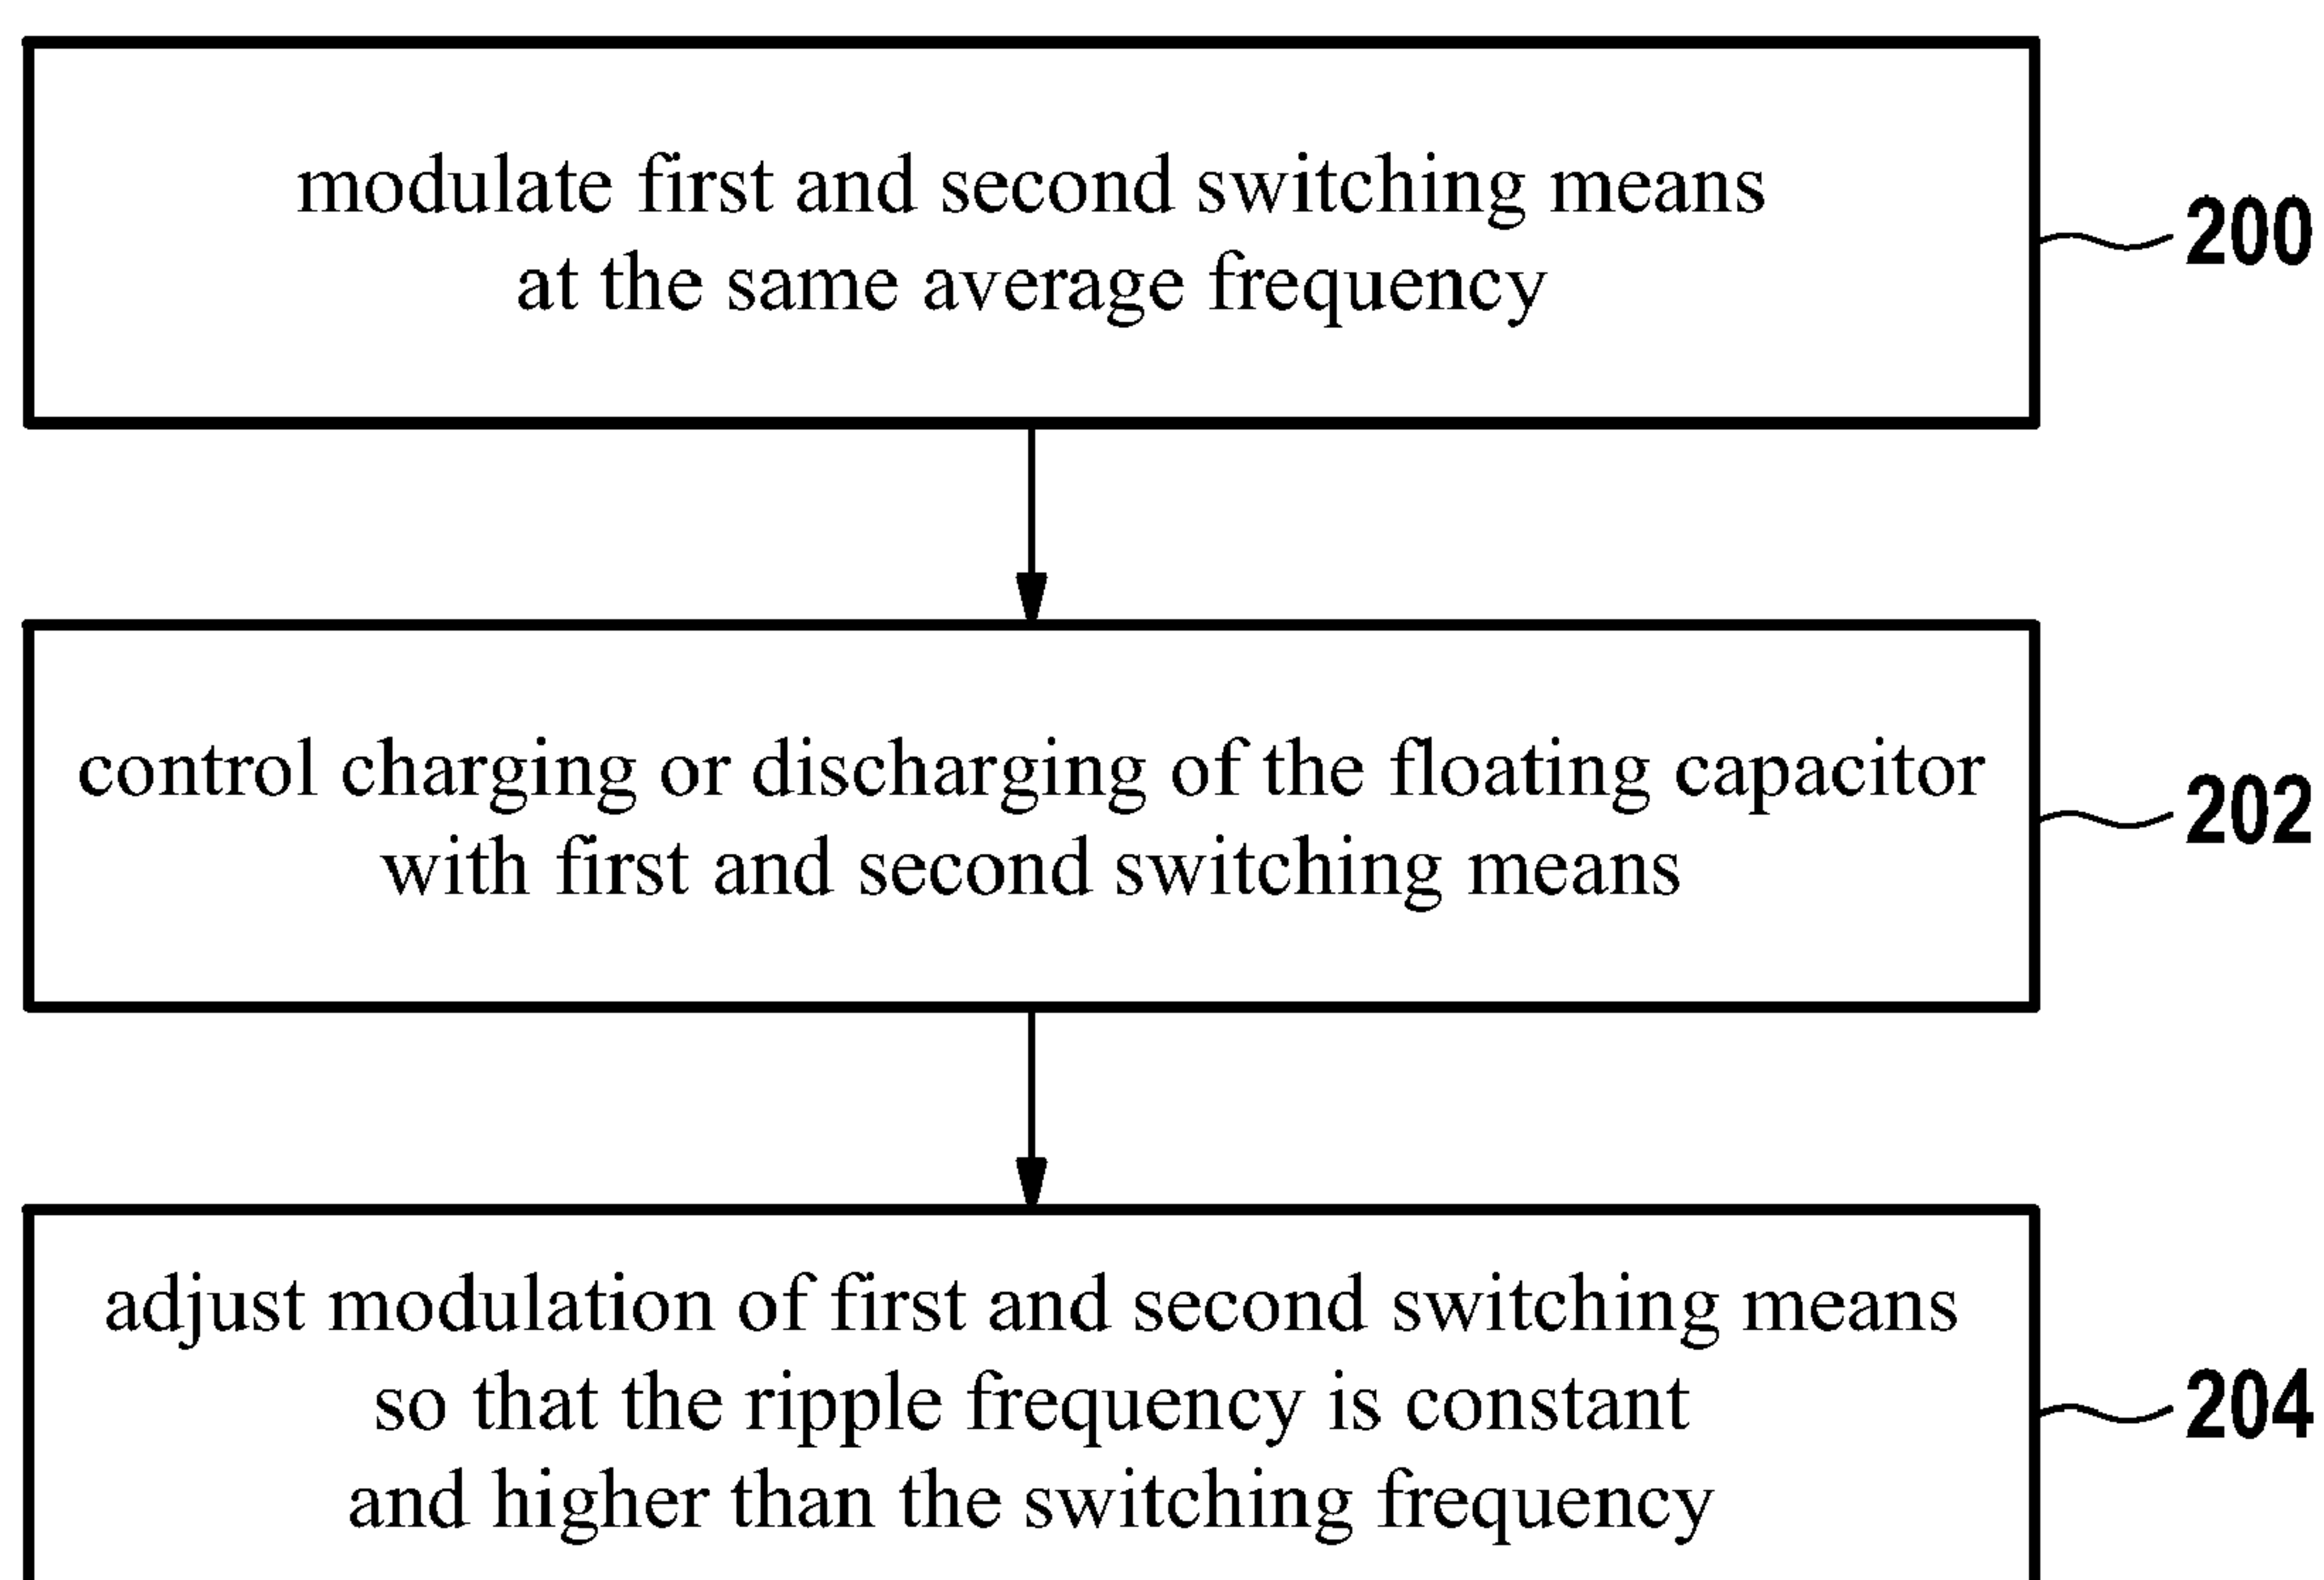 modulate first and second switching means
at the same average frequency
200
control charging or discharging of the floating capacitor
with first and second switching means
202
adjust modulation of first and second switching means
so that the ripple frequency is constant
and higher than the switching frequency
204